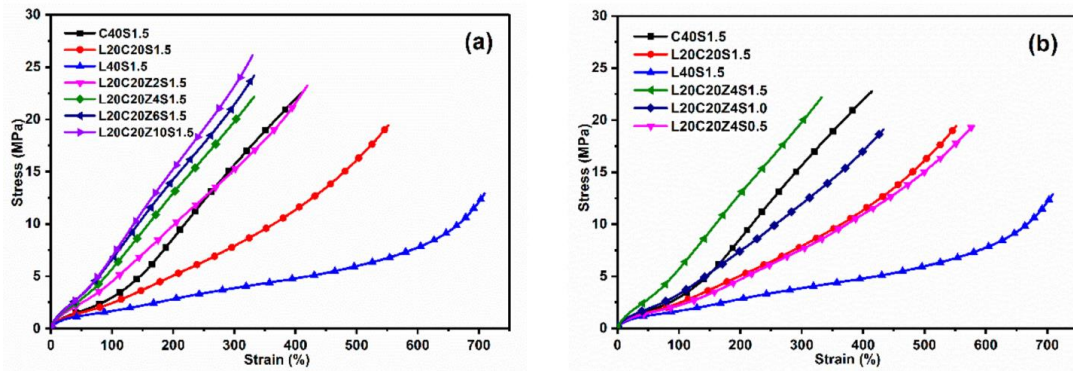 30
25
20
15
10
5
0
Stress (MPa)
C40S1.5
L20C20S1.5
L40S1.5
L20C20Z2S1.5
L20C20Z4S1.5
L20C20Z6S1.5
L20C20Z10S1.5
(a)
0 100 200 300 400 500 600 700
Strain (%)
30
25
20
15
10
5
0
Stress (MPa)
C40S1.5
L20C20S1.5
L40S1.5
L20C20Z4S1.5
L20C20Z4S1.0
L20C20Z4S0.5
(b)
0 100 200 300 400 500 600 700
Strain (%)